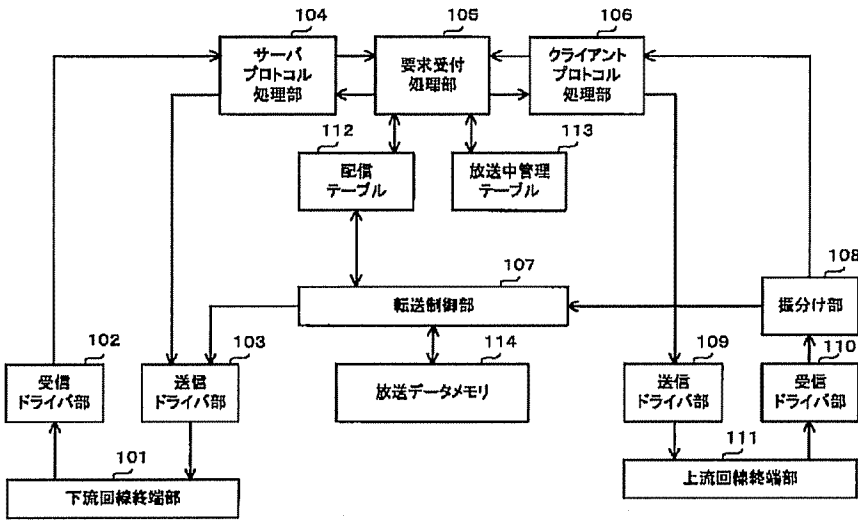 104
サーバ
プロトコル
処理部
105
要求受付
処理部
106
クライアント
プロトコル
処理部
112
配信
テーブル
113
放送中管理
テーブル
107
転送制御部
108
振分け部
102
受信
ドライバ部
103
送信
ドライバ部
114
放送データメモリ
109
送信
ドライバ部
110
受信
ドライバ部
101
下流回線終端部
111
上流回線終端部